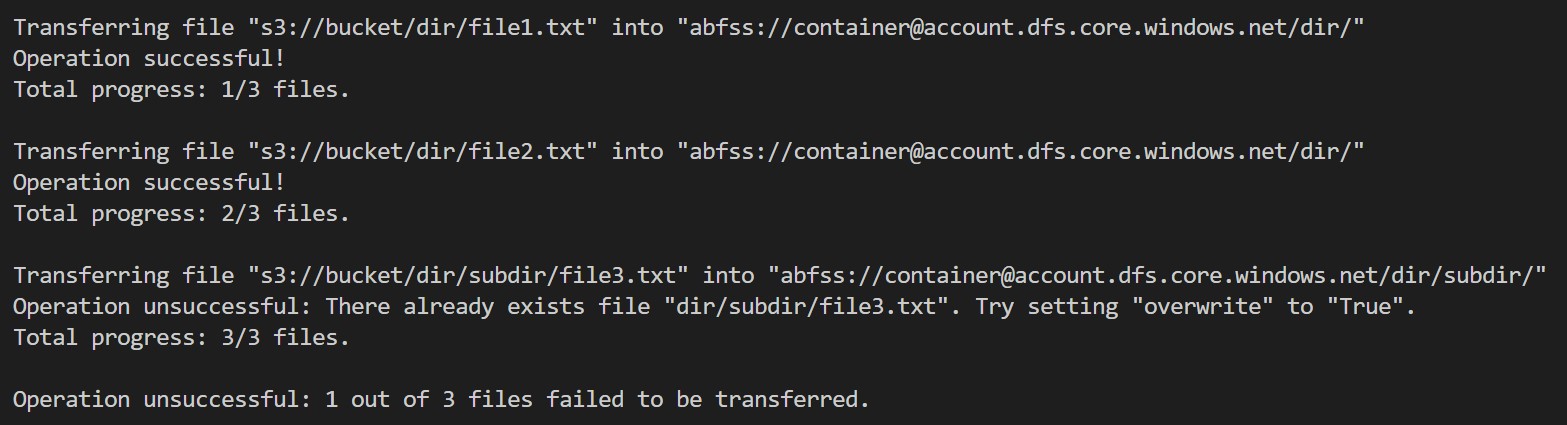 Transferring file "s3://bucket/dir/file1.txt" into "abfss://container@account.dfs.core.windows.net/dir/"
Operation successful!
Total progress: 1/3 files.
Transferring file "s3://bucket/dir/file2.txt" into "abfss://container@account.dfs.core.windows.net/dir/"
Operation successful!
Total progress: 2/3 files.
Transferring file "s3://bucket/dir/subdir/file3.txt" into "abfss://container@account.dfs.core.windows.net/dir/subdir/"
Operation unsuccessful: There already exists file "dir/subdir/file3.txt". Try setting "overwrite" to "True".
Total progress: 3/3 files.
Operation unsuccessful: 1 out of 3 files failed to be transferred.